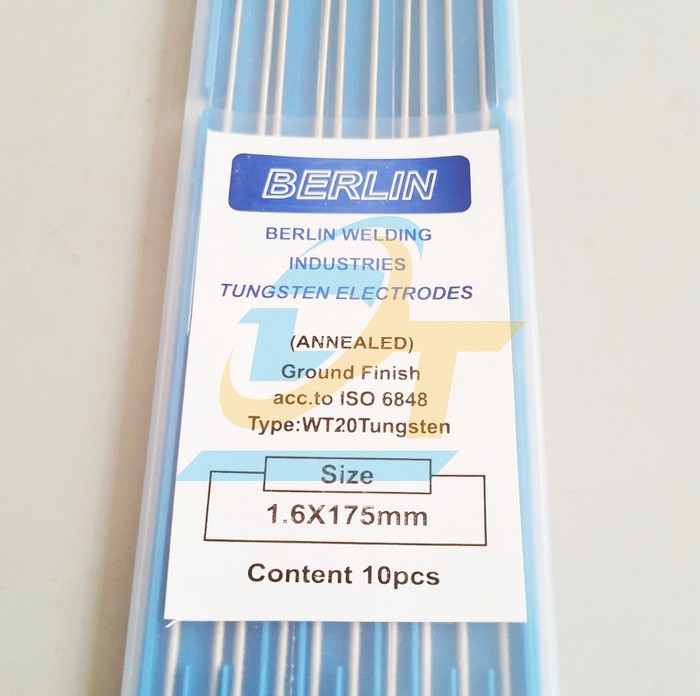 BERLIN
BERLIN WELDING
INDUSTRIES
TUNGSTEN ELECTRODES
(ANNEALED)
Ground Finish
acc.to ISO 6848
Type:WT20Tungsten
Size
1.6X175mm
Content 10pcs